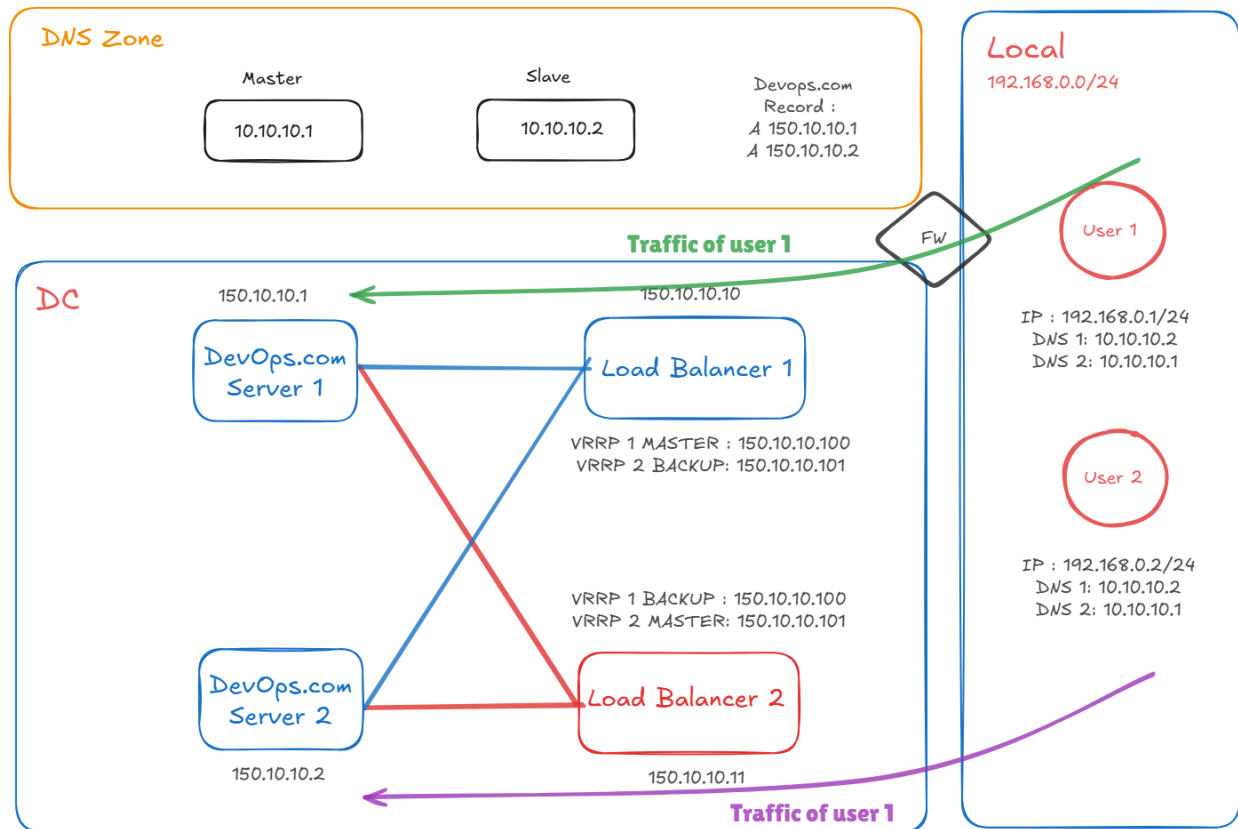 DNS Zone
Master
10.10.10.1
Slave
10.10.10.2
Devops.com
Record :
A 150.10.10.1
A 150.10.10.2
Local
192.168.0.0/24
FW
User 1
IP : 192.168.0.1/24
DNS 1: 10.10.10.2
DNS 2: 10.10.10.1
User 2
IP : 192.168.0.2/24
DNS 1: 10.10.10.2
DNS 2: 10.10.10.1
Traffic of user 1
DC
150.10.10.1
DevOps.com
Server 1
150.10.10.10
Load Balancer 1
VRRP 1 MASTER : 150.10.10.100
VRRP 2 BACKUP: 150.10.10.101
VRRP 1 BACKUP : 150.10.10.100
VRRP 2 MASTER: 150.10.10.101
DevOps.com
Server 2
150.10.10.2
Load Balancer 2
150.10.10.11
Traffic of user 1